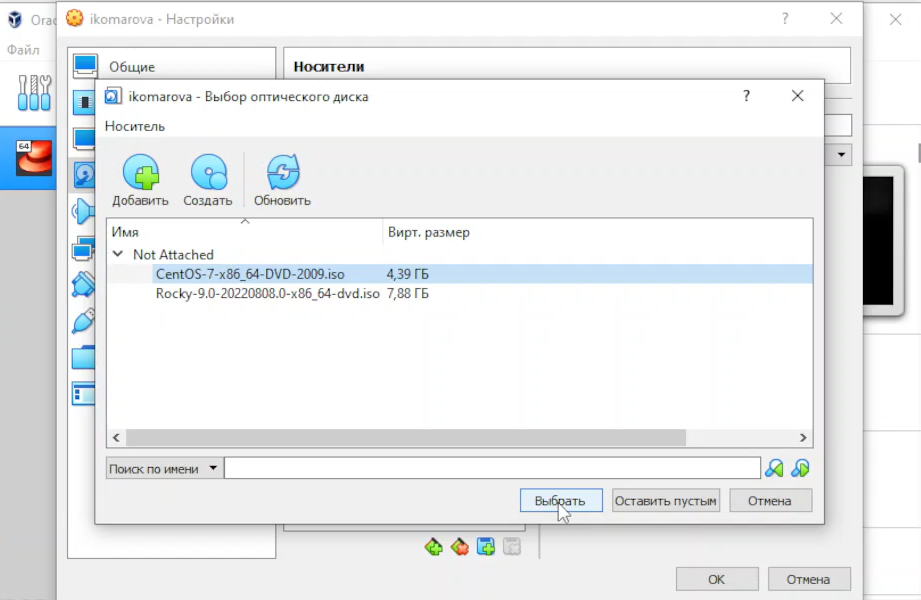 Orac
ikomarova - Настройки
?
Файл
Общие
Носители
64
ikomarova - Выбор оптического диска
?
Носитель
Добавить
Создать
Обновить
Имя
Вирт. размер
Not Attached
CentOS-7-x86_64-DVD-2009.iso 4,39 ГБ
Rocky-9.0-20220808.0-x86_64-dvd.iso 7,88 ГБ
Поиск по имени
Выбрать
Оставить пустым
Отмена
OK
Отмена